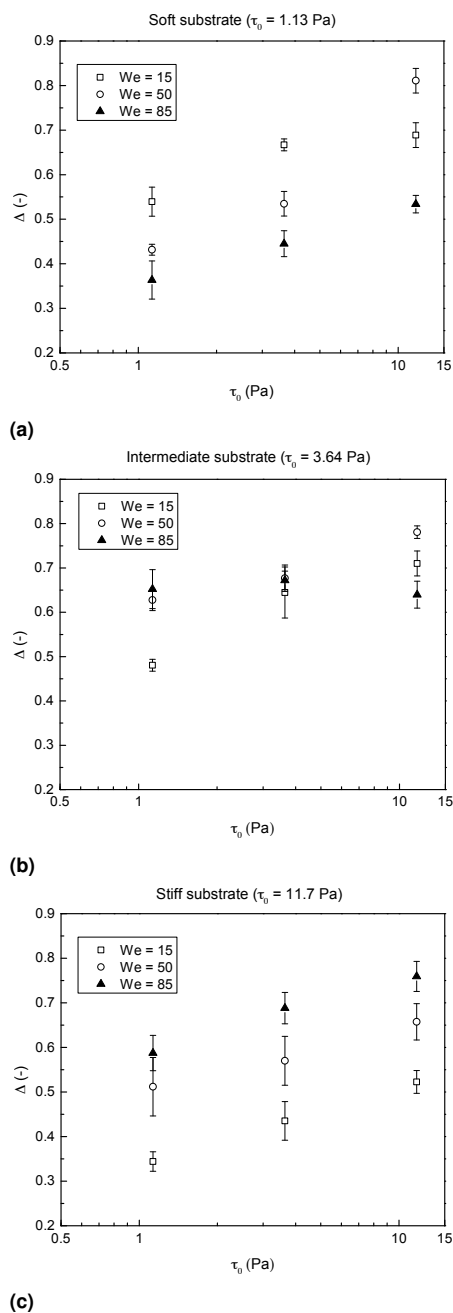 Soft substrate (τ₀ = 1.13 Pa)
0.9
0.8
0.7
0.6
0.5
0.4
0.3
0.2
Δ (-)
We = 15
We = 50
We = 85
0.5
1
10
15
τ₀ (Pa)
(a)
Intermediate substrate (τ₀ = 3.64 Pa)
0.9
0.8
0.7
0.6
0.5
0.4
0.3
0.2
Δ (-)
We = 15
We = 50
We = 85
0.5
1
10
15
τ₀ (Pa)
(b)
Stiff substrate (τ₀ = 11.7 Pa)
0.9
0.8
0.7
0.6
0.5
0.4
0.3
0.2
Δ (-)
We = 15
We = 50
We = 85
0.5
1
10
15
τ₀ (Pa)
(c)